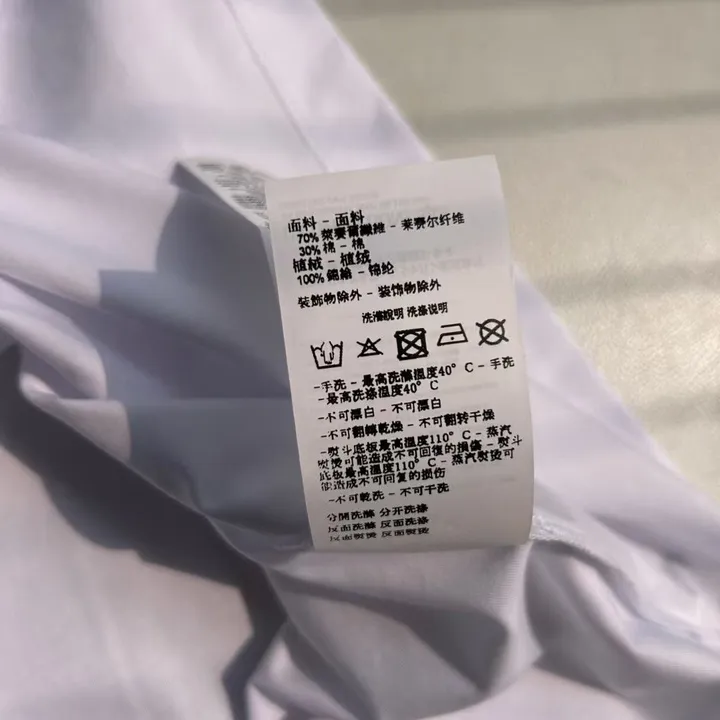 面料 - 面料
70% 萊賽爾纖維 - 莱赛尔纤维
30% 棉 - 棉
植絨 - 植绒
100% 錦綸 - 锦纶
裝飾物除外 - 装饰物除外
洗滌說明 洗涤说明
-手洗 - 最高洗滌溫度40° C - 手洗
-最高洗涤温度40° C
-不可漂白 - 不可漂白
-不可翻轉乾燥 - 不可翻转干燥
-熨斗底板最高溫度110° C - 蒸汽
熨燙可能造成不可回復的損傷 - 熨斗
底板最高温度110° C - 蒸汽熨烫可
能造成不可回复的损伤
-不可乾洗 - 不可干洗
分開洗滌 分开洗涤
反面洗滌 反面洗涤
反面熨燙 反面熨烫